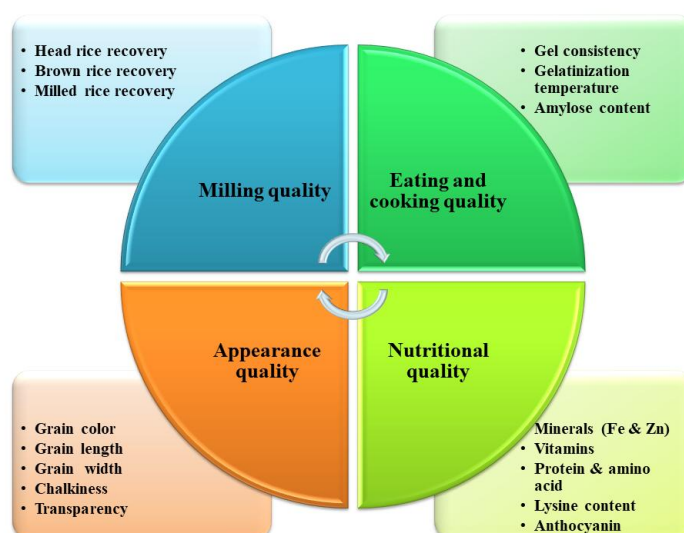 • Head rice recovery
• Brown rice recovery
• Milled rice recovery
• Gel consistency
• Gelatinization
temperature
• Amylose content
Milling quality
Eating and
cooking quality
Appearance
quality
Nutritional
quality
• Grain color
• Grain length
• Grain width
• Chalkiness
• Transparency
Minerals (Fe & Zn)
• Vitamins
• Protein & amino
acid
• Lysine content
• Anthocyanin